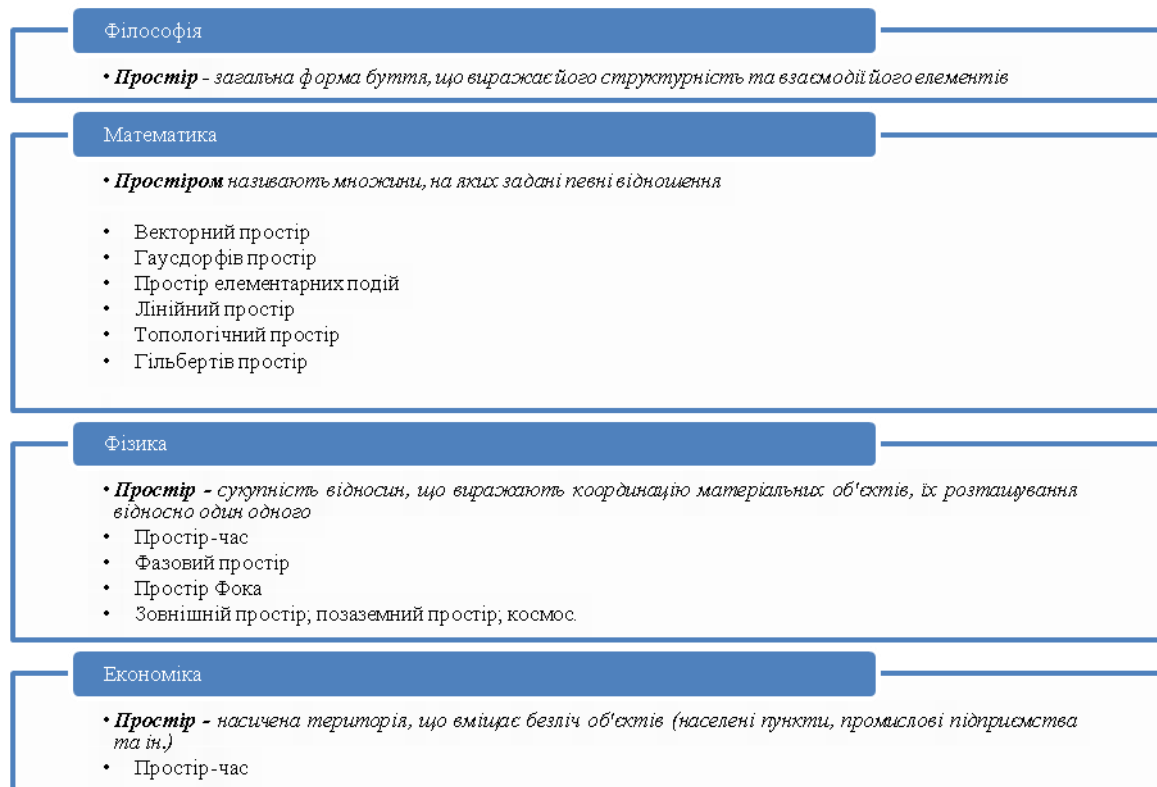 Філософія
• Простір - загальна форма буття, що виражає його структурність та взаємодії його елементів
Математика
• Простіром називають множини, на яких задані певні відношення
• Векторний простір
• Гаусдорфів простір
• Простір елементарних подій
• Лінійний простір
• Топологічний простір
• Гільбертів простір
Фізика
• Простір - сукупність відносин, що виражають координацію матеріальних об'єктів, їх розташування
відносно один одного
• Простір-час
• Фазовий простір
• Простір Фока
• Зовнішній простір; позаземний простір; космос.
Економіка
• Простір - насичена територія, що вміщає безліч об'єктів (населені пункти, промислові підприємства
та ін.)
• Простір-час